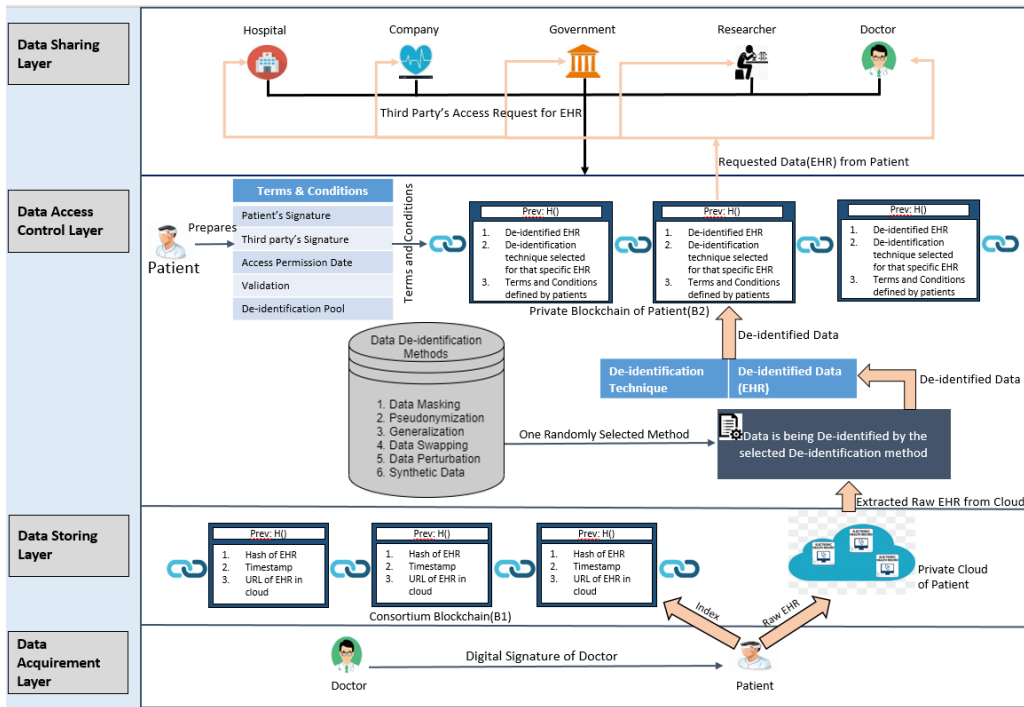 Data Sharing
Layer
Hospital
Company
Government
Researcher
Doctor
Third Party's Access Request for EHR
Requested Data(EHR) from Patient
Data Access
Control Layer
Patient
Prepares
Terms & Conditions
Patient's Signature
Third party's Signature
Access Permission Date
Validation
De-identification Pool
Terms and Conditions
Prev: H()
1. De-identified EHR
2. De-identification
technique selected
for that specific EHR
3. Terms and Conditions
defined by patients
Prev: H()
1. De-identified EHR
2. De-identification
technique selected
for that specific EHR
3. Terms and Conditions
defined by patients
Prev: H()
1. De-identified EHR
2. De-identification
technique selected
for that specific EHR
3. Terms and Conditions
defined by patients
Private Blockchain of Patient(B2)
De-identified Data
Data De-identification
Methods
1. Data Masking
2. Pseudonymization
3. Generalization
4. Data Swapping
5. Data Perturbation
6. Synthetic Data
De-identification
Technique
De-identified Data
(EHR)
De-identified Data
One Randomly Selected Method
Data is being De-identified by the
selected De-identification method
Extracted Raw EHR from Cloud
Data Storing
Layer
Prev: H()
1. Hash of EHR
2. Timestamp
3. URL of EHR in
cloud
Prev: H()
1. Hash of EHR
2. Timestamp
3. URL of EHR in
cloud
Prev: H()
1. Hash of EHR
2. Timestamp
3. URL of EHR in
cloud
Consortium Blockchain(B1)
ELECTRONIC
HEALTH RECORD
ELECTRONIC
HEALTH RECORD
ELECTRONIC
HEALTH RECORD
Private Cloud
of Patient
Index
Raw EHR
Data
Acquirement
Layer
Doctor
Digital Signature of Doctor
Patient